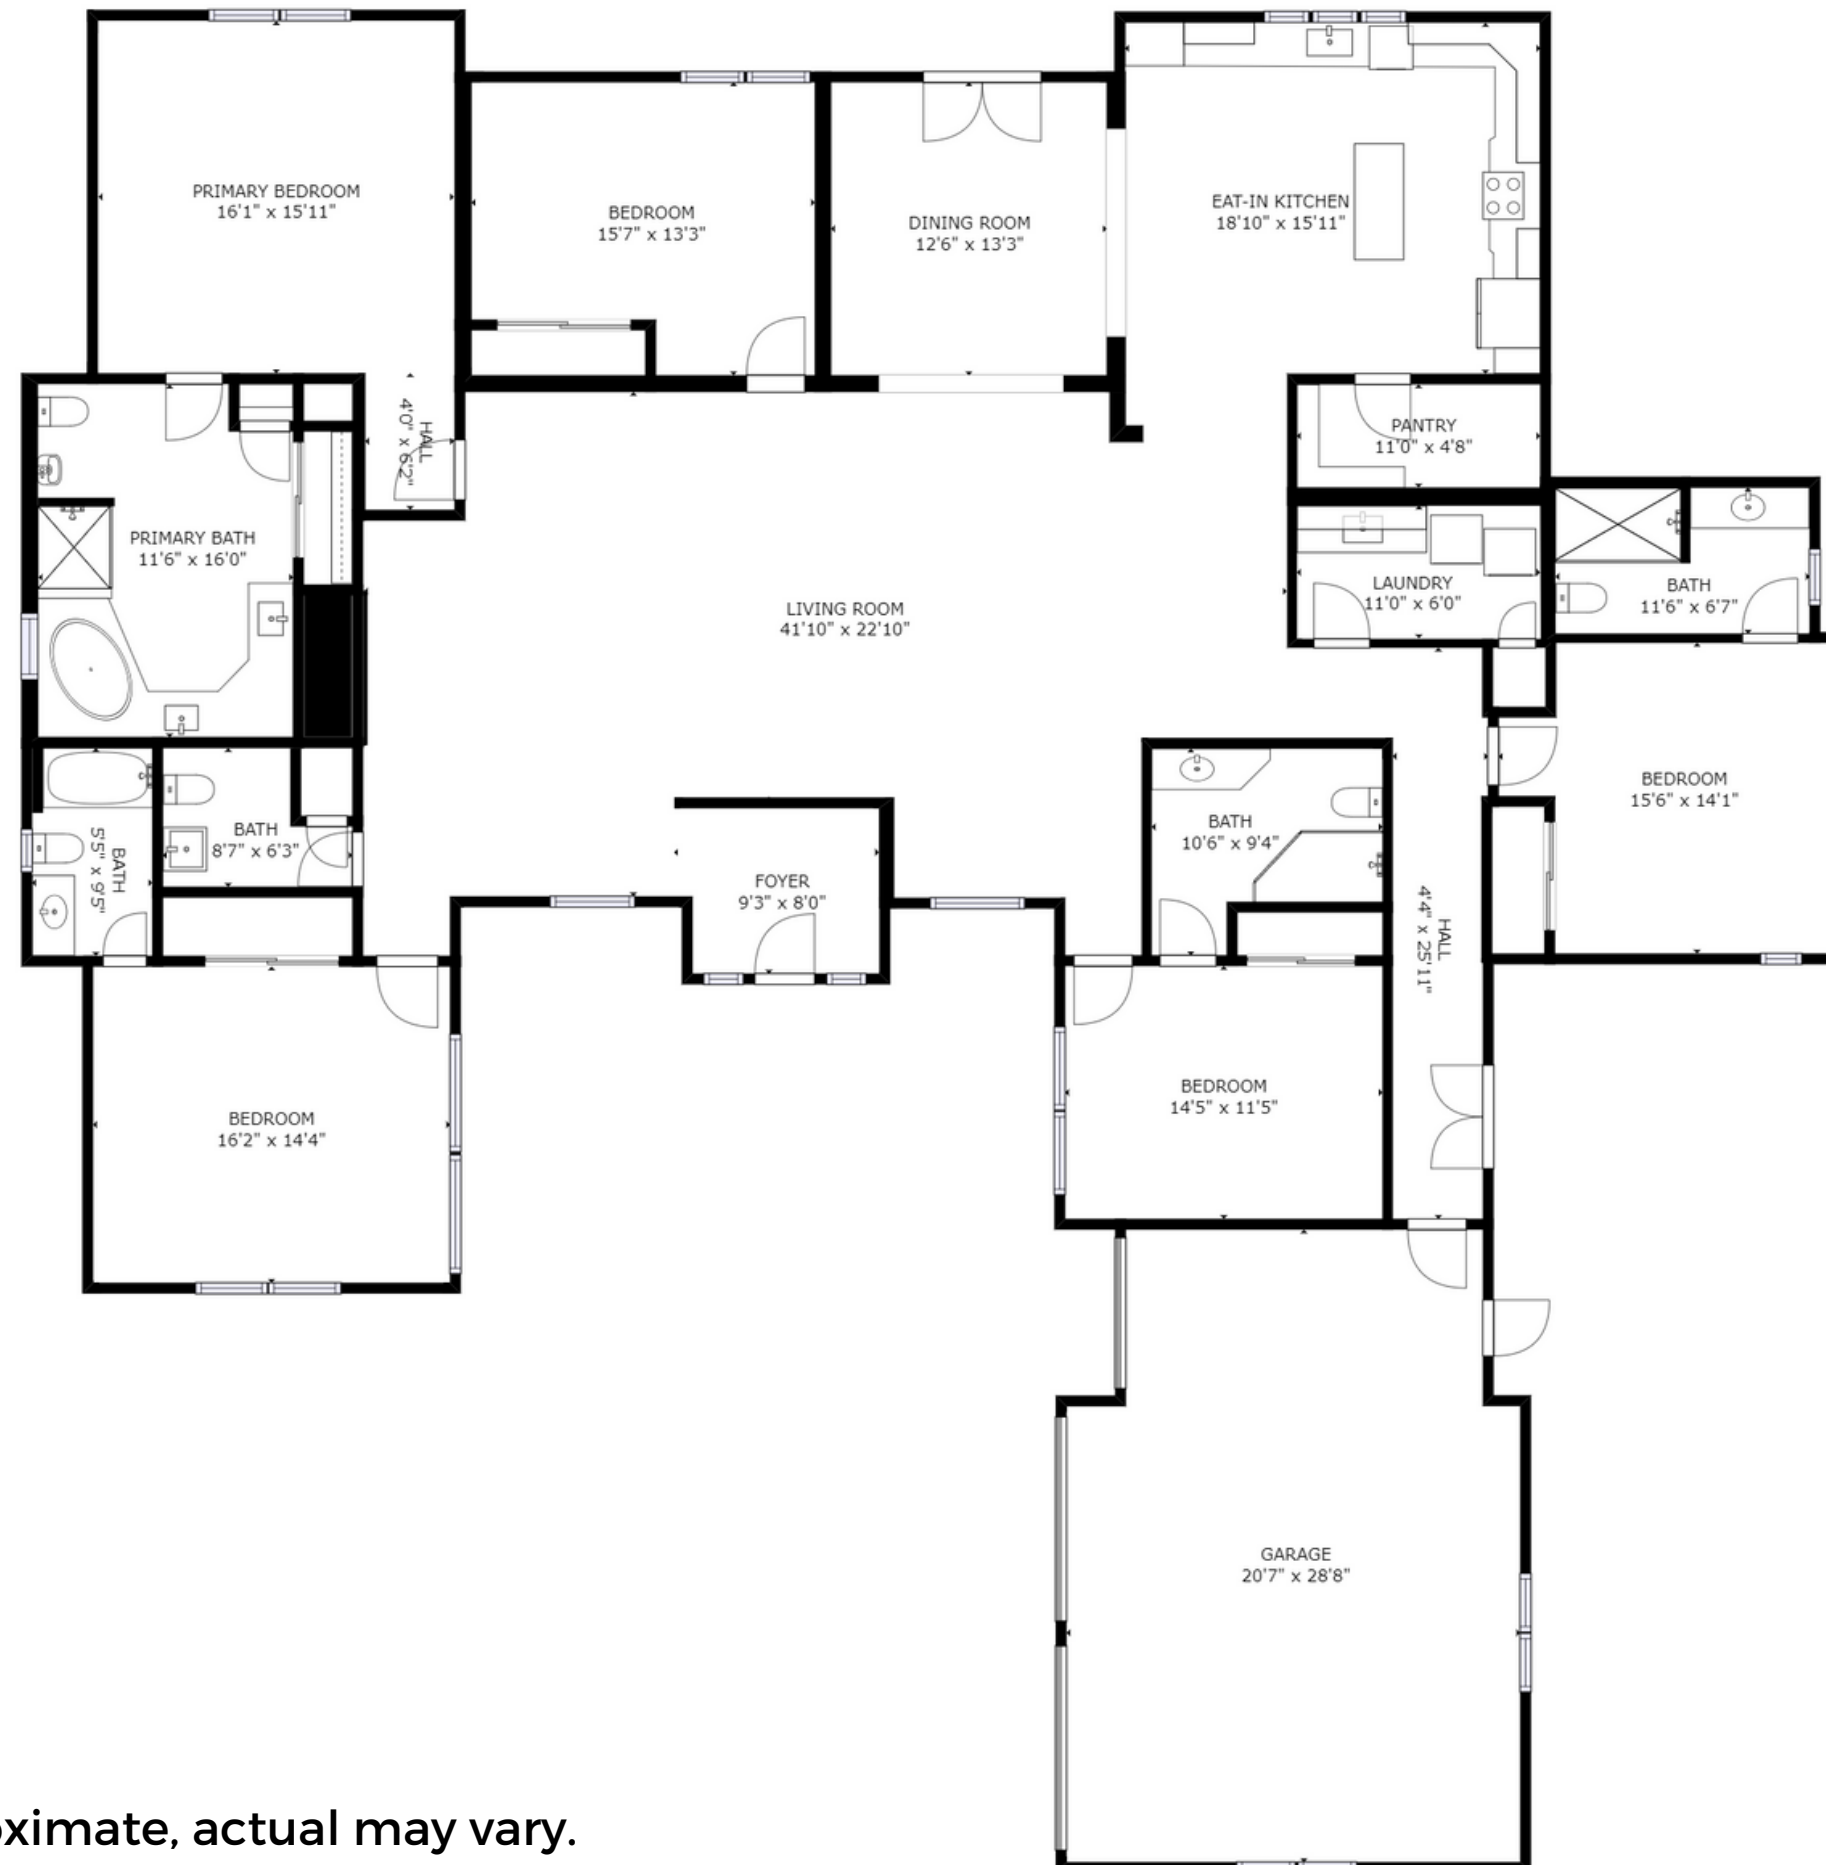 PRIMARY BEDROOM
16'1" x 15'11"
BEDROOM
15'7" x 13'3"
DINING ROOM
12'6" x 13'3"
EAT-IN KITCHEN
18'10" x 15'11"
HALL
4'0" x 6'2"
PANTRY
11'0" x 4'8"
PRIMARY BATH
11'6" x 16'0"
LIVING ROOM
41'10" x 22'10"
LAUNDRY
11'0" x 6'0"
BATH
11'6" x 6'7"
BEDROOM
15'6" x 14'1"
BATH
5'5" x 9'5"
BATH
8'7" x 6'3"
FOYER
9'3" x 8'0"
BATH
10'6" x 9'4"
HALL
4'4" x 25'11"
BEDROOM
16'2" x 14'4"
BEDROOM
14'5" x 11'5"
GARAGE
20'7" x 28'8"
oximate, actual may vary.